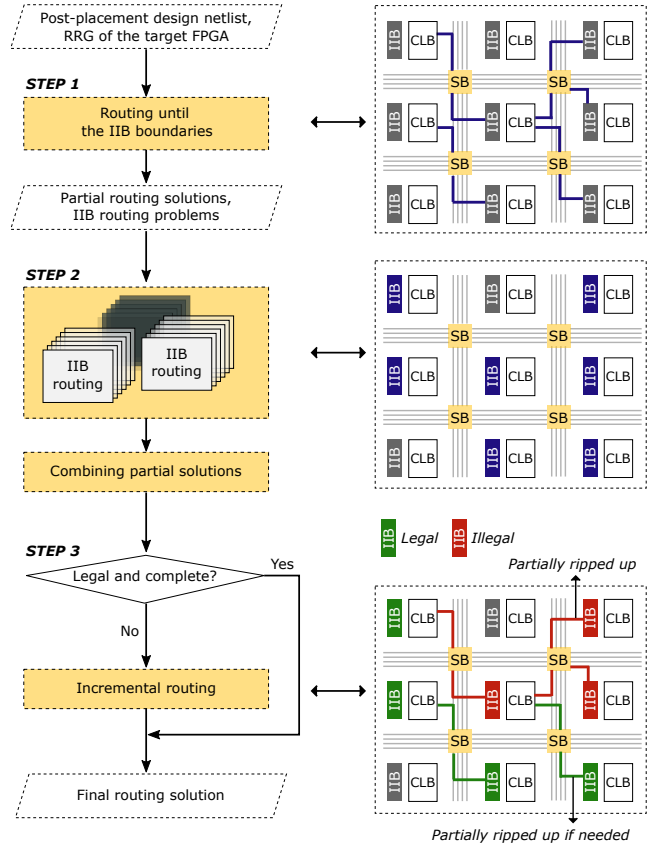 Post-placement design netlist,
RRG of the target FPGA
STEP 1
Routing until
the IIB boundaries
Partial routing solutions,
IIB routing problems
STEP 2
IIB
routing
IIB
routing
Combining partial solutions
STEP 3
Legal and complete?
Yes
No
Incremental routing
Final routing solution
IIB CLB IIB CLB IIB CLB
SB SB
IIB CLB IIB CLB IIB CLB
SB SB
IIB CLB IIB CLB IIB CLB
IIB CLB IIB CLB IIB CLB
SB SB
IIB CLB IIB CLB IIB CLB
SB SB
IIB CLB IIB CLB IIB CLB
IIB Legal IIB Illegal
Partially ripped up
IIB CLB IIB CLB IIB CLB
SB SB
IIB CLB IIB CLB IIB CLB
SB SB
IIB CLB IIB CLB IIB CLB
Partially ripped up if needed